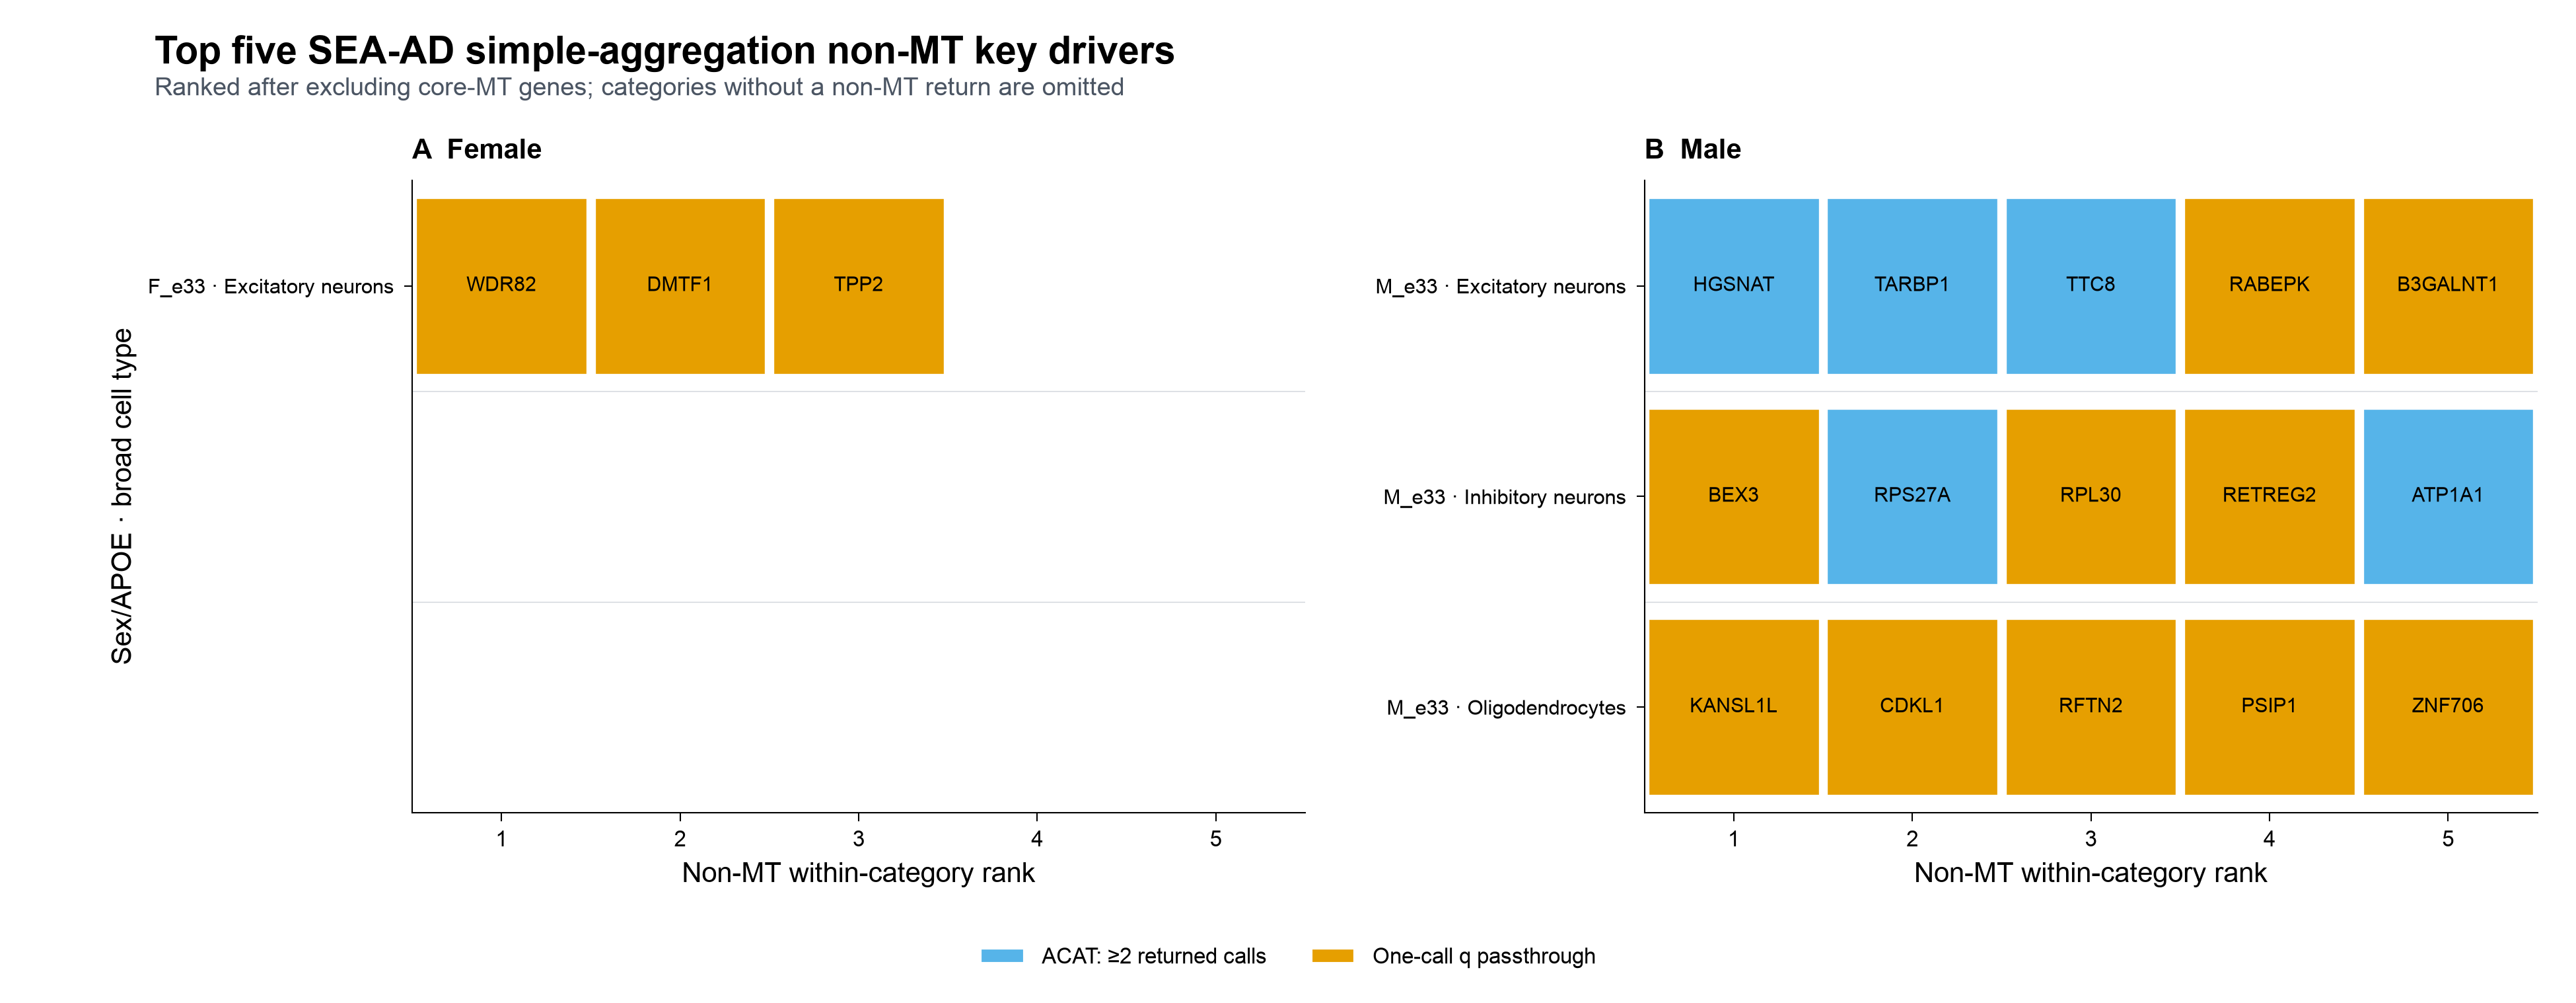 Top five SEA-AD simple-aggregation non-MT key drivers
Ranked after excluding core-MT genes; categories without a non-MT return are omitted
A Female
Sex/APOE · broad cell type
F_e33 · Excitatory neurons
WDR82 DMTF1 TPP2
1 2 3 4 5
Non-MT within-category rank
B Male
M_e33 · Excitatory neurons
HGSNAT TARBP1 TTC8 RABEPK B3GALNT1
M_e33 · Inhibitory neurons
BEX3 RPS27A RPL30 RETREG2 ATP1A1
M_e33 · Oligodendrocytes
KANSL1L CDKL1 RFTN2 PSIP1 ZNF706
1 2 3 4 5
Non-MT within-category rank
ACAT: ≥2 returned calls
One-call q passthrough